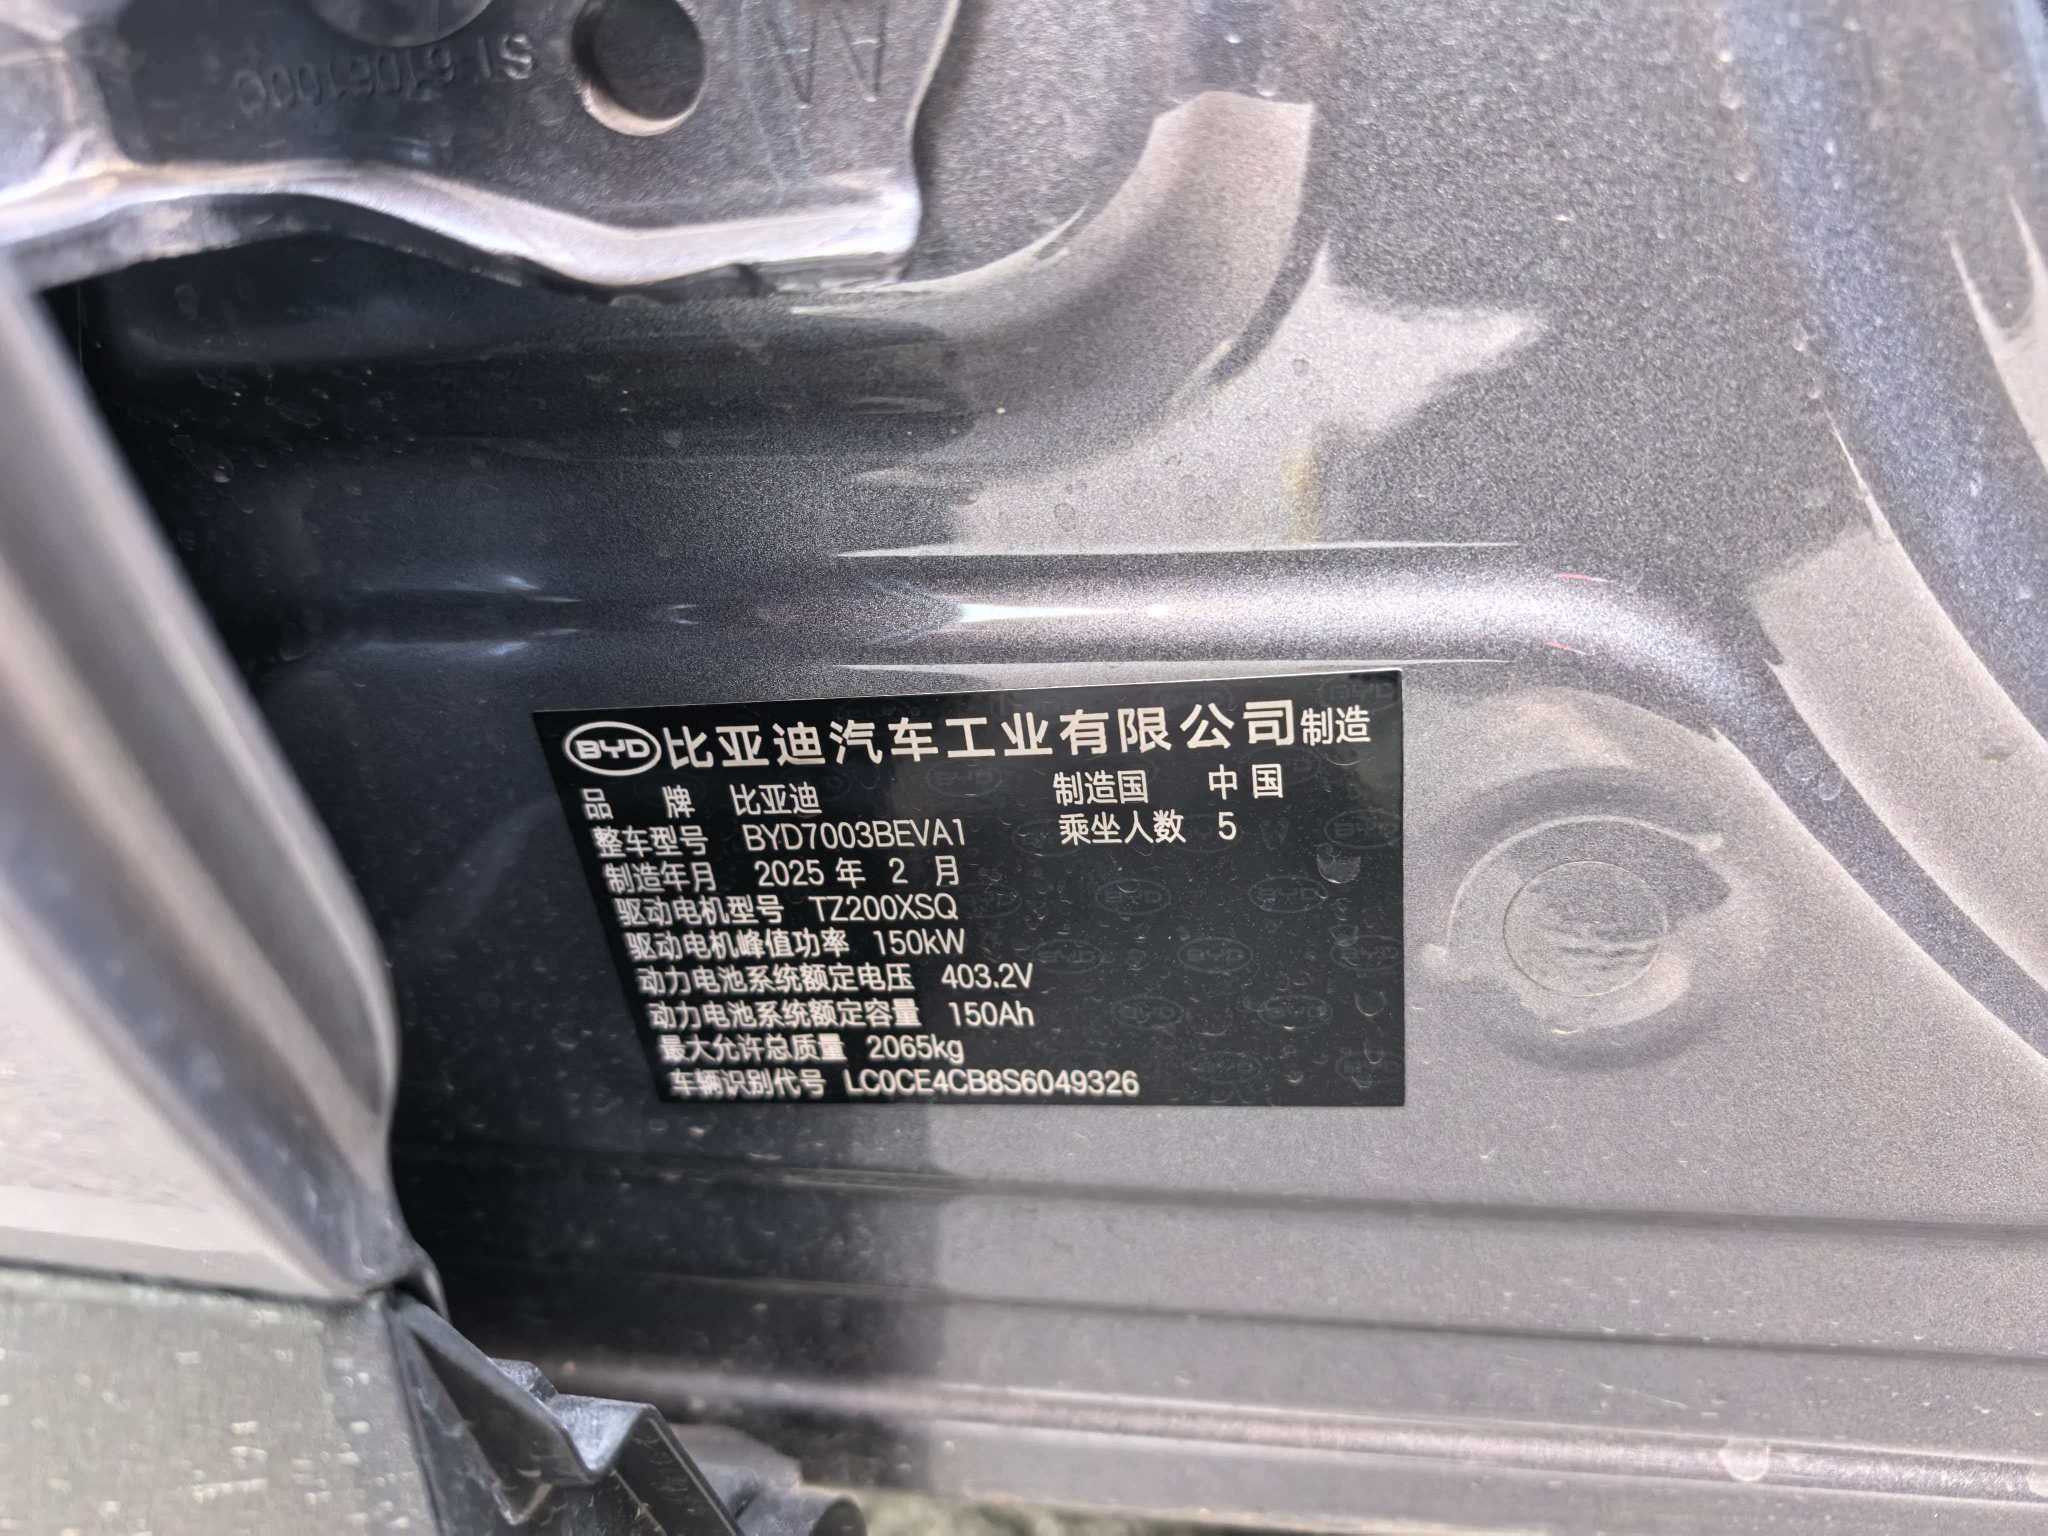 BYD 比亚迪汽车工业有限公司制造
品 牌 比亚迪 制造国 中国
整车型号 BYD7003BEVA1 乘坐人数 5
制造年月 2025 年 2 月
驱动电机型号 TZ200XSQ
驱动电机峰值功率 150kW
动力电池系统额定电压 403.2V
动力电池系统额定容量 150Ah
最大允许总质量 2065kg
车辆识别代号 LC0CE4CB8S6049326